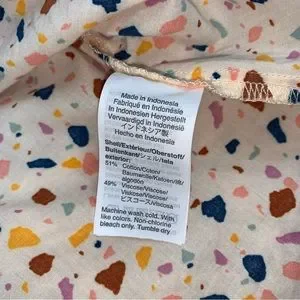 Made in Indonesia
Fabriqué en Indonésie
In Indonesien Hergestellt
Vervaardigd in Indonesië
インドネシア製
Hecho en Indonesia
Shell/Extérieur/Oberstoff/
Buitenkant/シェル/tela
exterior:
51% Cotton/Coton/
Baumwolle/Katoen/綿/
algodón
49% Viscose/Viscose/
Viskose/Viscose/
ビスコース/Viscosa
Machine wash cold. With
like colors. Non-chlorine
bleach only. Tumble dry